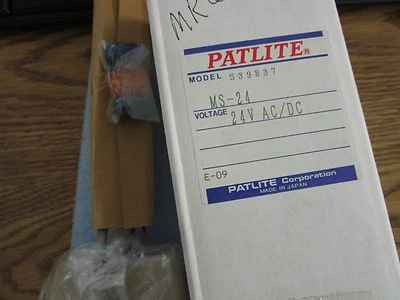 PATLITE®
MODEL S39837
MS-24
VOLTAGE 24V AC/DC
E-09
PATLITE Corporation
MADE IN JAPAN